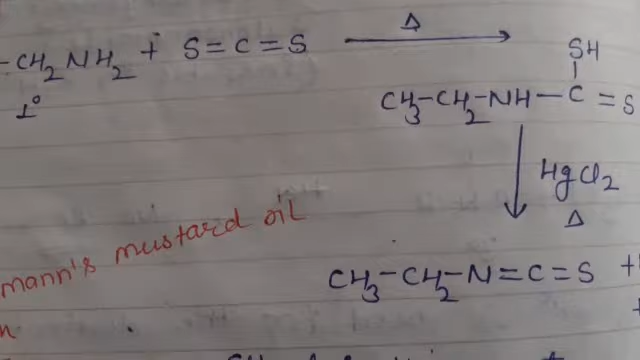 -CH2NH2 + S=C=S Δ
1°
SH
CH3-CH2-NH-C=S
HgCl2
Δ
mann's mustard oil
n
CH3-CH2-N=C=S +
+